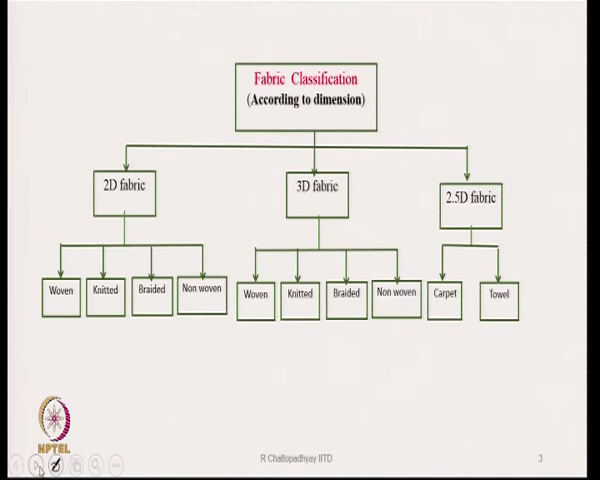 Fabric Classification
(According to dimension)
2D fabric
3D fabric
2.5D fabric
Woven
Knitted
Braided
Non woven
Woven
Knitted
Braided
Non woven
Carpet
Towel
NPTEL
R Chattopadhyay IITD
3